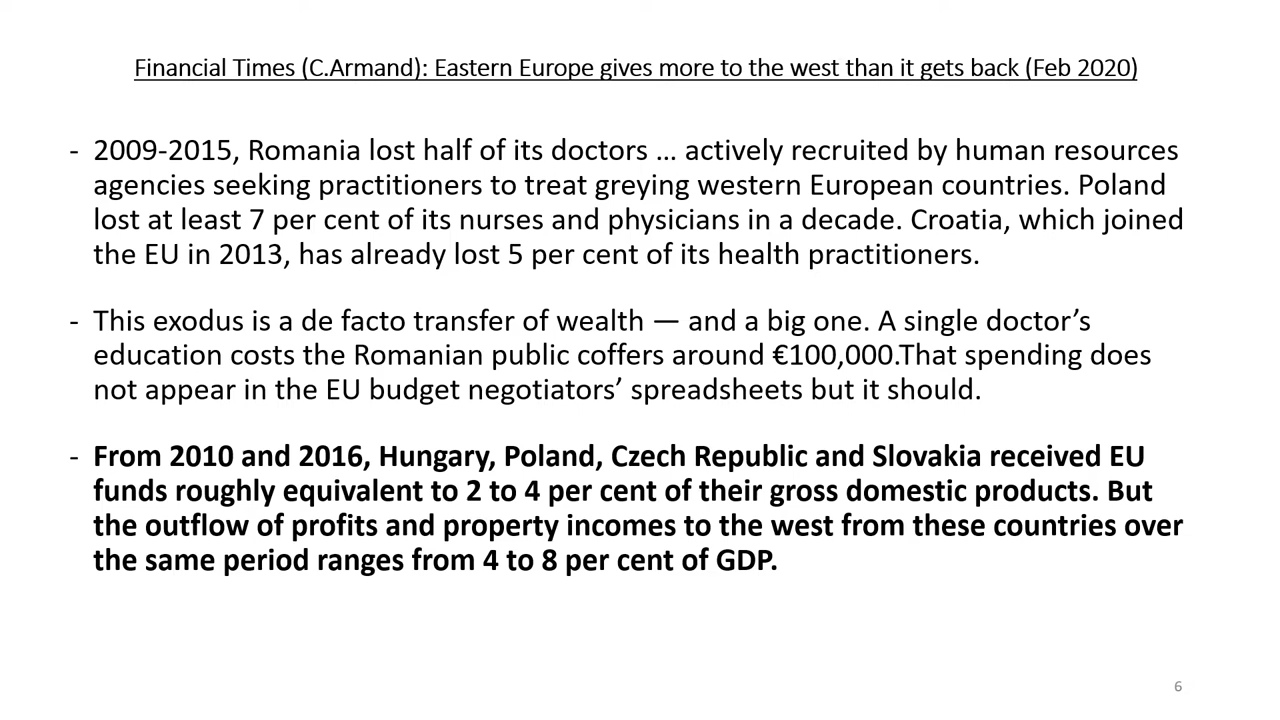 Financial Times (C.Armand): Eastern Europe gives more to the west than it gets back (Feb 2020)
- 2009-2015, Romania lost half of its doctors … actively recruited by human resources
agencies seeking practitioners to treat greying western European countries. Poland
lost at least 7 per cent of its nurses and physicians in a decade. Croatia, which joined
the EU in 2013, has already lost 5 per cent of its health practitioners.
- This exodus is a de facto transfer of wealth — and a big one. A single doctor’s
education costs the Romanian public coffers around €100,000.That spending does
not appear in the EU budget negotiators’ spreadsheets but it should.
- From 2010 and 2016, Hungary, Poland, Czech Republic and Slovakia received EU
funds roughly equivalent to 2 to 4 per cent of their gross domestic products. But
the outflow of profits and property incomes to the west from these countries over
the same period ranges from 4 to 8 per cent of GDP.
6